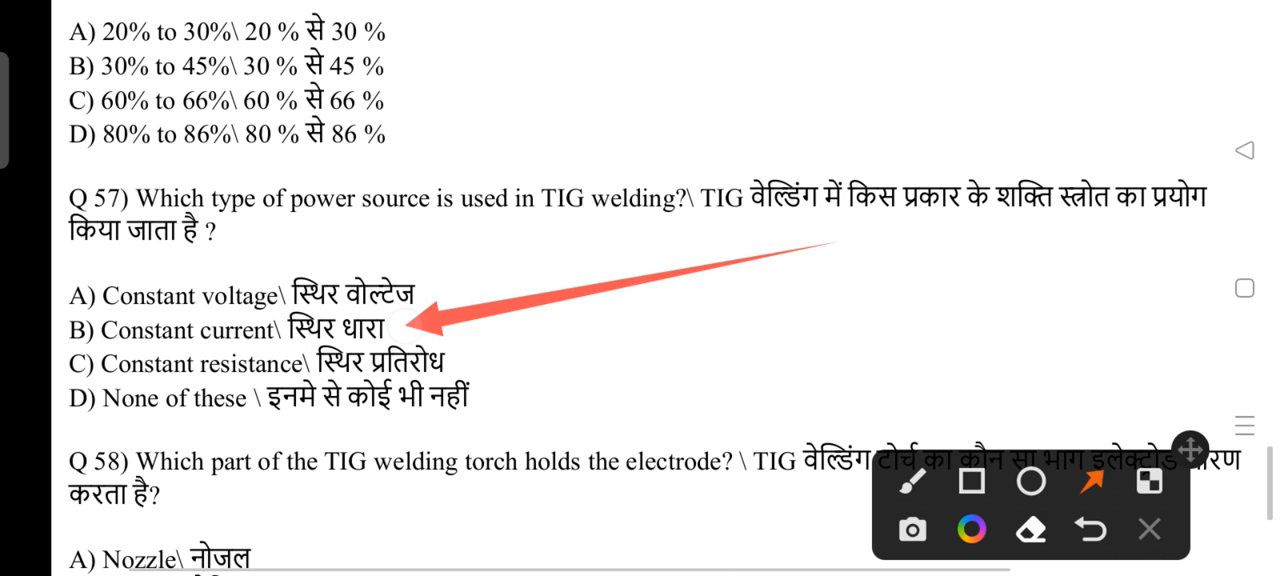 A) 20% to 30%\ 20 % से 30 %
B) 30% to 45%\ 30 % से 45 %
C) 60% to 66%\ 60 % से 66 %
D) 80% to 86%\ 80 % से 86 %
Q 57) Which type of power source is used in TIG welding?\ TIG वेल्डिंग में किस प्रकार के शक्ति स्त्रोत का प्रयोग
किया जाता है ?
A) Constant voltage\ स्थिर वोल्टेज
B) Constant current\ स्थिर धारा
C) Constant resistance\ स्थिर प्रतिरोध
D) None of these \ इनमे से कोई भी नहीं
Q 58) Which part of the TIG welding torch holds the electrode? \ TIG वेल्डिंग टोर्च का कौन सा भाग
करता है?
A) Nozzle\ नोजल